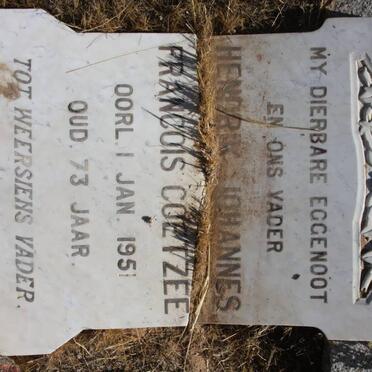 MY DIERBARE EGGENOOT
EN ONS VADER
HENDRIK JOHANNES
FRANCOIS COETZEE
OORL. 1 JAN 1951
OUD 73 JAAR.
TOT WEERSIENS VADER.